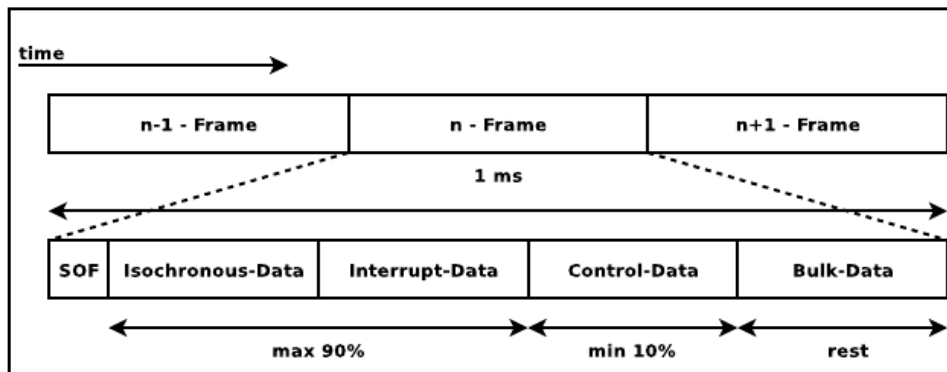 time
n-1 - Frame n - Frame n+1 - Frame
1 ms
SOF Isochronous-Data Interrupt-Data Control-Data Bulk-Data
max 90% min 10% rest